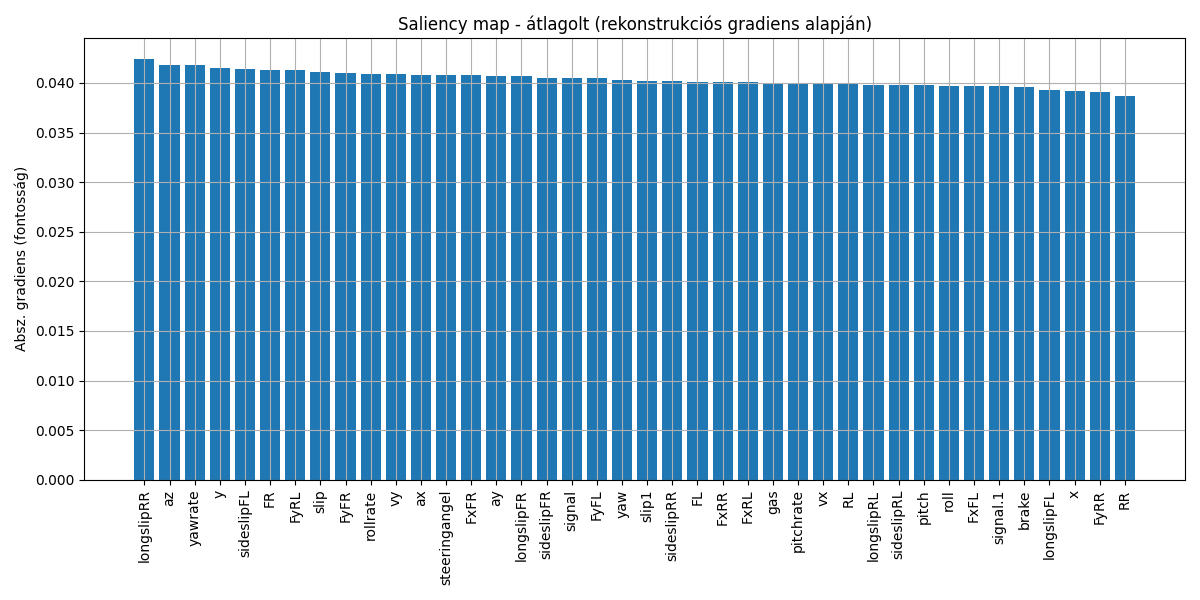 Saliency map - átlagolt (rekonstrukciós gradiens alapján)
Absz. gradiens (fontosság)
0.040
0.035
0.030
0.025
0.020
0.015
0.010
0.005
0.000
longslipRR
az
yawrate
y
sideslipFL
FR
FyRL
slip
FyFR
rollrate
vy
ax
steeringangel
FxFR
ay
longslipFR
sideslipFR
signal
FyFL
yaw
slip1
sideslipRR
FL
FxRR
FxRL
gas
pitchrate
vx
RL
longslipRL
sideslipRL
pitch
roll
FxFL
signal.1
brake
longslipFL
x
FyRR
RR